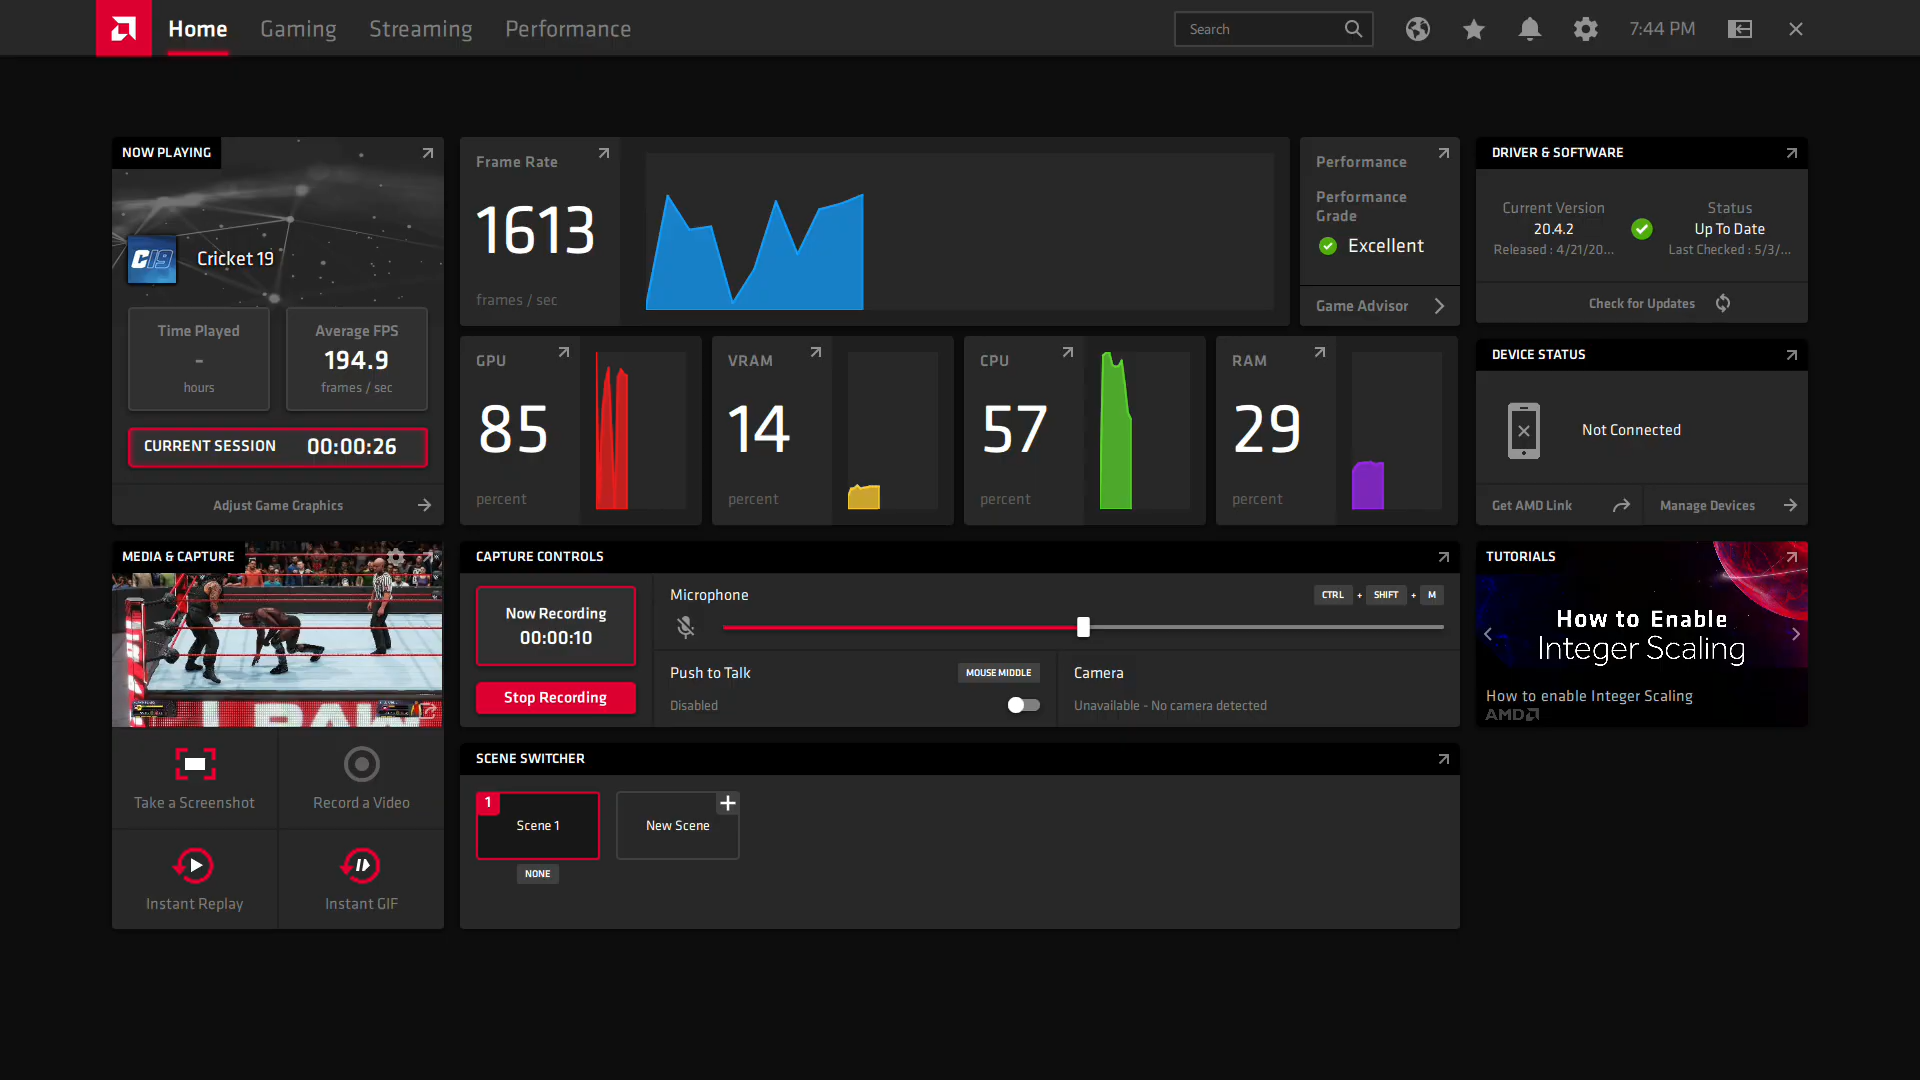 Home
Gaming
Streaming
Performance
Search
7:44 PM
NOW PLAYING
C19
Cricket 19
Time Played
-
hours
Average FPS
194.9
frames / sec
CURRENT SESSION 00:00:26
Adjust Game Graphics
Frame Rate
1613
frames / sec
Performance
Performance
Grade
Excellent
Game Advisor
DRIVER & SOFTWARE
Current Version
20.4.2
Released : 4/21/20...
Status
Up To Date
Last Checked : 5/3/...
Check for Updates
GPU
85
percent
VRAM
14
percent
CPU
57
percent
RAM
29
percent
DEVICE STATUS
Not Connected
Get AMD Link
Manage Devices
MEDIA & CAPTURE
RAW
Take a Screenshot
Record a Video
Instant Replay
Instant GIF
CAPTURE CONTROLS
Now Recording
00:00:10
Stop Recording
Microphone
CTRL + SHIFT + M
Push to Talk
MOUSE MIDDLE
Disabled
Camera
Unavailable - No camera detected
TUTORIALS
How to Enable
Integer Scaling
How to enable Integer Scaling
AMD
SCENE SWITCHER
1
Scene 1
NONE
New Scene